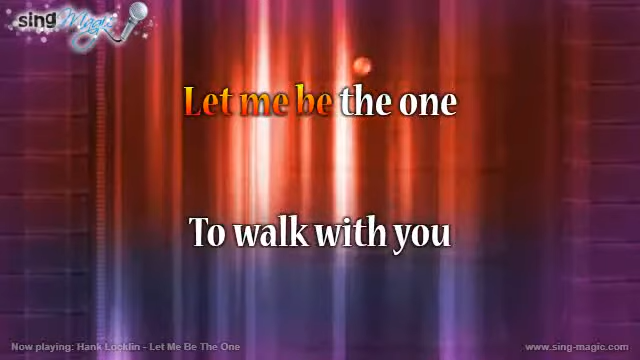 sing Magic
Let me be the one
To walk with you
Now playing: Hank Locklin - Let Me Be The One
www.sing-magic.com